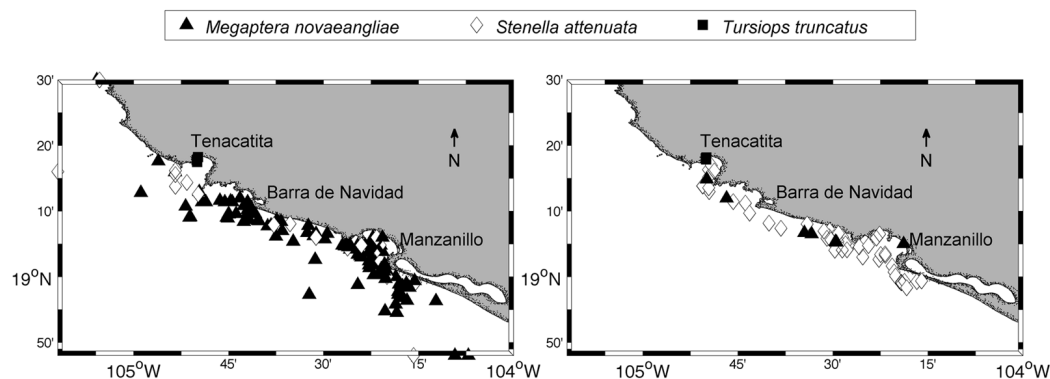 Megaptera novaeangliae Stenella attenuata Tursiops truncatus
30'
20'
10'
19°N
50'
105°W 45' 30' 15' 104°W
Tenacatita
Barra de Navidad
Manzanillo
N
30'
20'
10'
19°N
50'
105°W 45' 30' 15' 104°W
Tenacatita
Barra de Navidad
Manzanillo
N